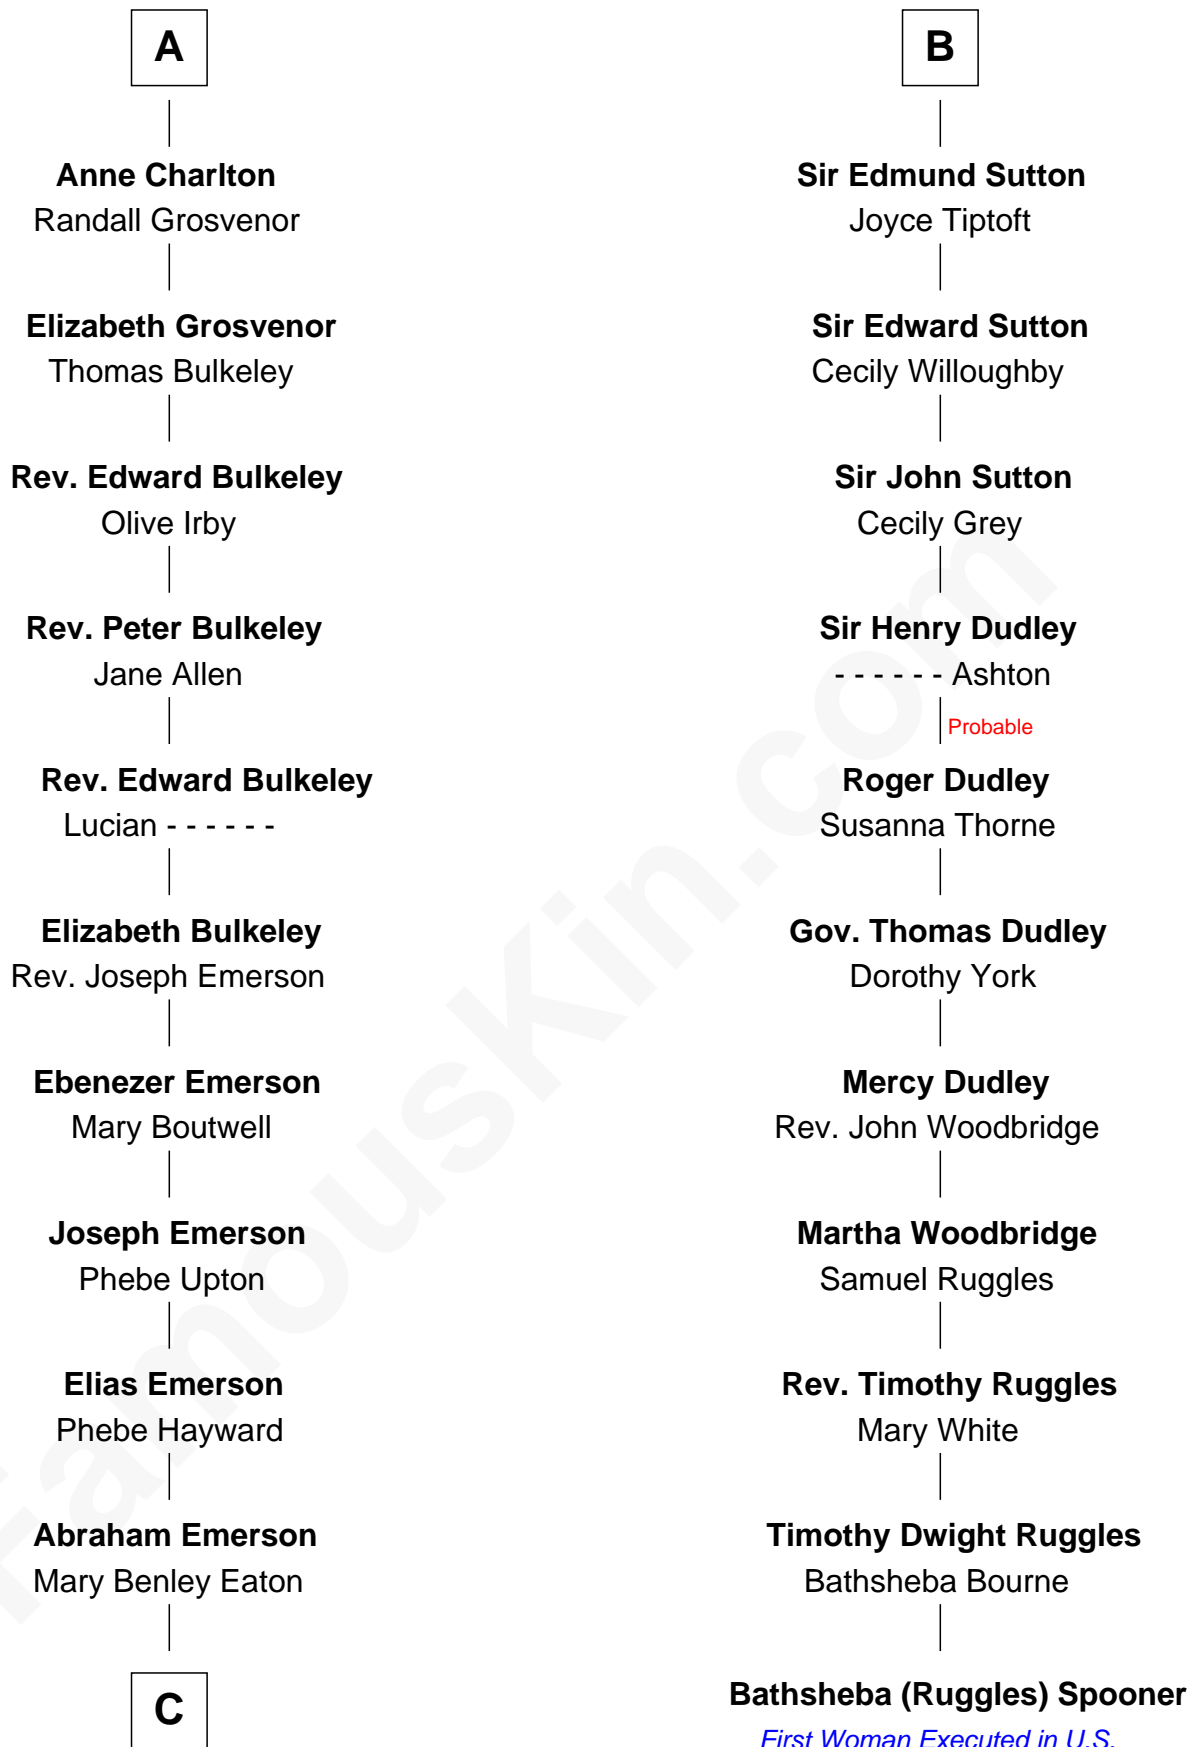 A
Anne Charlton
Randall Grosvenor
Elizabeth Grosvenor
Thomas Bulkeley
Rev. Edward Bulkeley
Olive Irby
Rev. Peter Bulkeley
Jane Allen
Rev. Edward Bulkeley
Lucian - - - - - -
Elizabeth Bulkeley
Rev. Joseph Emerson
Ebenezer Emerson
Mary Boutwell
Joseph Emerson
Phebe Upton
Elias Emerson
Phebe Hayward
Abraham Emerson
Mary Benley Eaton
C
B
Sir Edmund Sutton
Joyce Tiptoft
Sir Edward Sutton
Cecily Willoughby
Sir John Sutton
Cecily Grey
Sir Henry Dudley
- - - - - - Ashton
Probable
Roger Dudley
Susanna Thorne
Gov. Thomas Dudley
Dorothy York
Mercy Dudley
Rev. John Woodbridge
Martha Woodbridge
Samuel Ruggles
Rev. Timothy Ruggles
Mary White
Timothy Dwight Ruggles
Bathsheba Bourne
Bathsheba (Ruggles) Spooner
First Woman Executed in U.S.
FamousKin.com